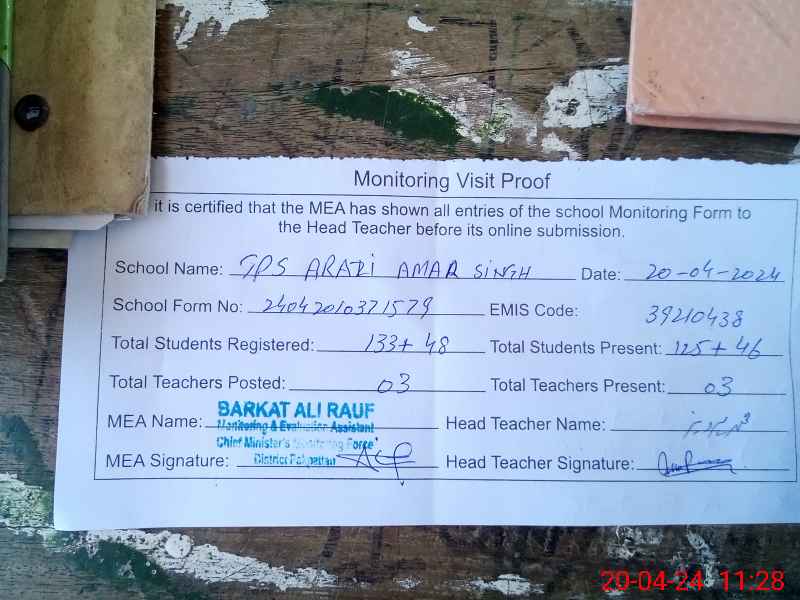 Monitoring Visit Proof
it is certified that the MEA has shown all entries of the school Monitoring Form to
the Head Teacher before its online submission.
School Name: GPS ARAZI AMAR SINGH Date: 20-04-2024
School Form No: 24042010371579 EMIS Code: 39210438
Total Students Registered: 133+48 Total Students Present: 125+46
Total Teachers Posted: 03 Total Teachers Present: 03
MEA Name: BARKAT ALI RAUF Head Teacher Name:
Monitoring & Evaluation Assistant
Chief Minister's Monitoring Force
District Pakpattan
MEA Signature: Head Teacher Signature:
20-04-24 11:28